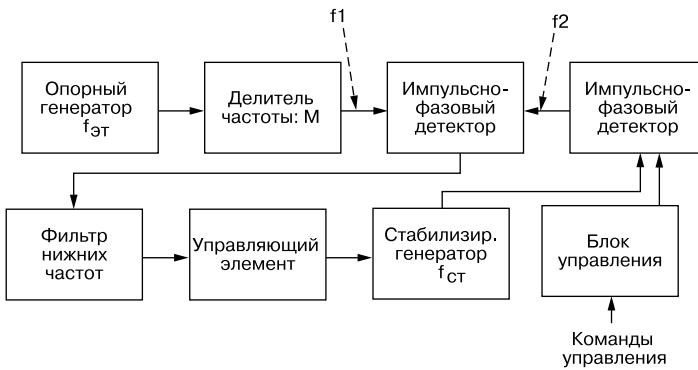 f1
f2
Опорный
генератор
fэт
Делитель
частоты: М
Импульсно-
фазовый
детектор
Импульсно-
фазовый
детектор
Фильтр
нижних
частот
Управляющий
элемент
Стабилизир.
генератор
fст
Блок
управления
Команды
управления